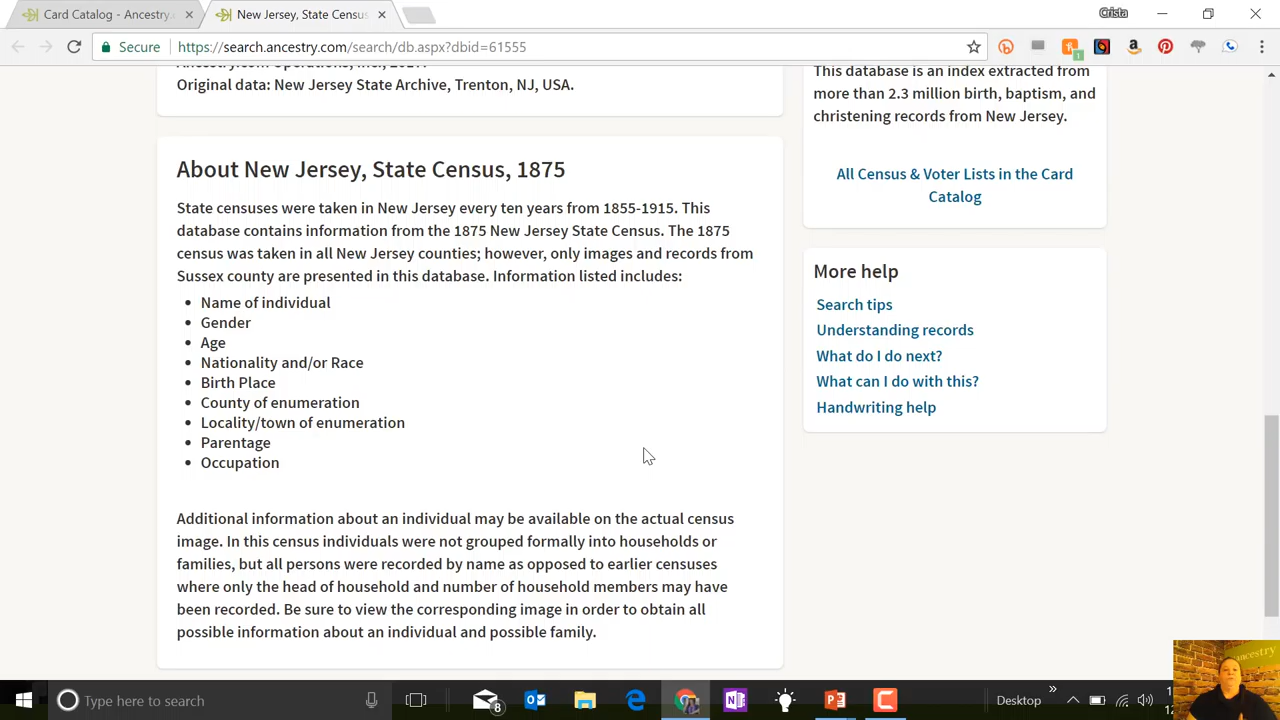 Card Catalog - Ancestry.
New Jersey, State Census
Crista
Secure
https://search.ancestry.com/search/db.aspx?dbid=61555
1
Original data: New Jersey State Archive, Trenton, NJ, USA.
About New Jersey, State Census, 1875
State censuses were taken in New Jersey every ten years from 1855-1915. This
database contains information from the 1875 New Jersey State Census. The 1875
census was taken in all New Jersey counties; however, only images and records from
Sussex county are presented in this database. Information listed includes:
• Name of individual
• Gender
• Age
• Nationality and/or Race
• Birth Place
• County of enumeration
• Locality/town of enumeration
• Parentage
• Occupation
Additional information about an individual may be available on the actual census
image. In this census individuals were not grouped formally into households or
families, but all persons were recorded by name as opposed to earlier censuses
where only the head of household and number of household members may have
been recorded. Be sure to view the corresponding image in order to obtain all
possible information about an individual and possible family.
This database is an index extracted from
more than 2.3 million birth, baptism, and
christening records from New Jersey.
All Census & Voter Lists in the Card
Catalog
More help
Search tips
Understanding records
What do I do next?
What can I do with this?
Handwriting help
ancestry
Type here to search
8
Desktop